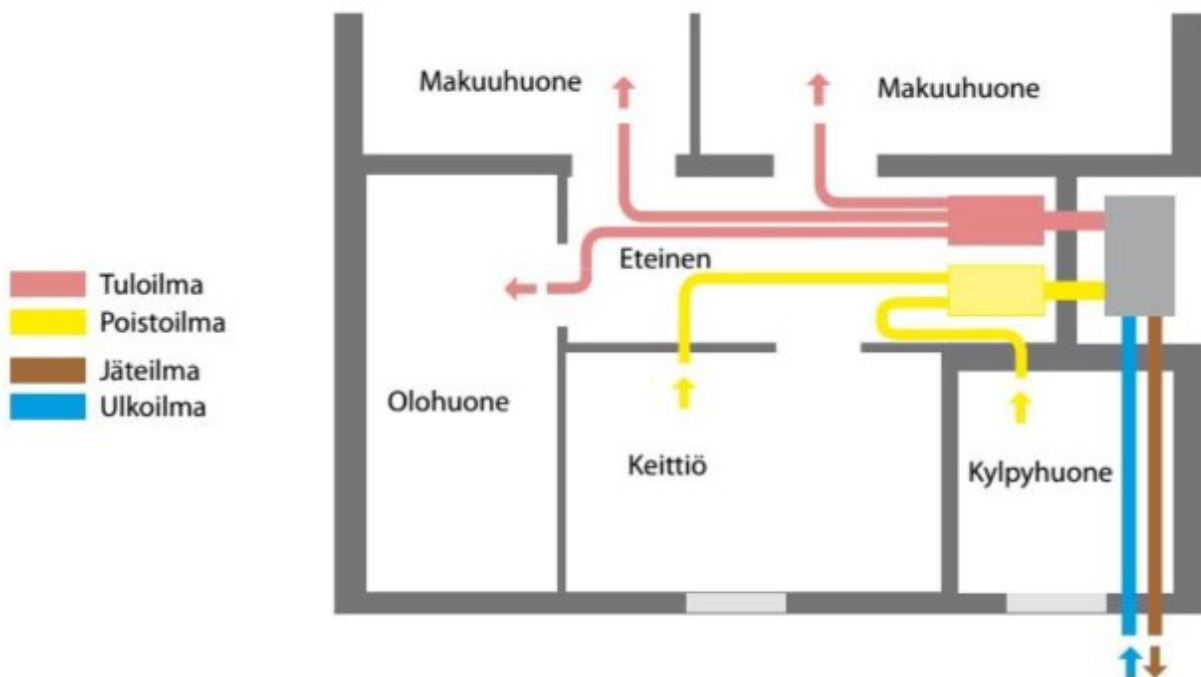 Makuuhuone
Makuuhuone
Eteinen
Tuloilma
Poistoilma
Jäteilma
Ulkoilma
Olohuone
Keittiö
Kylpyhuone